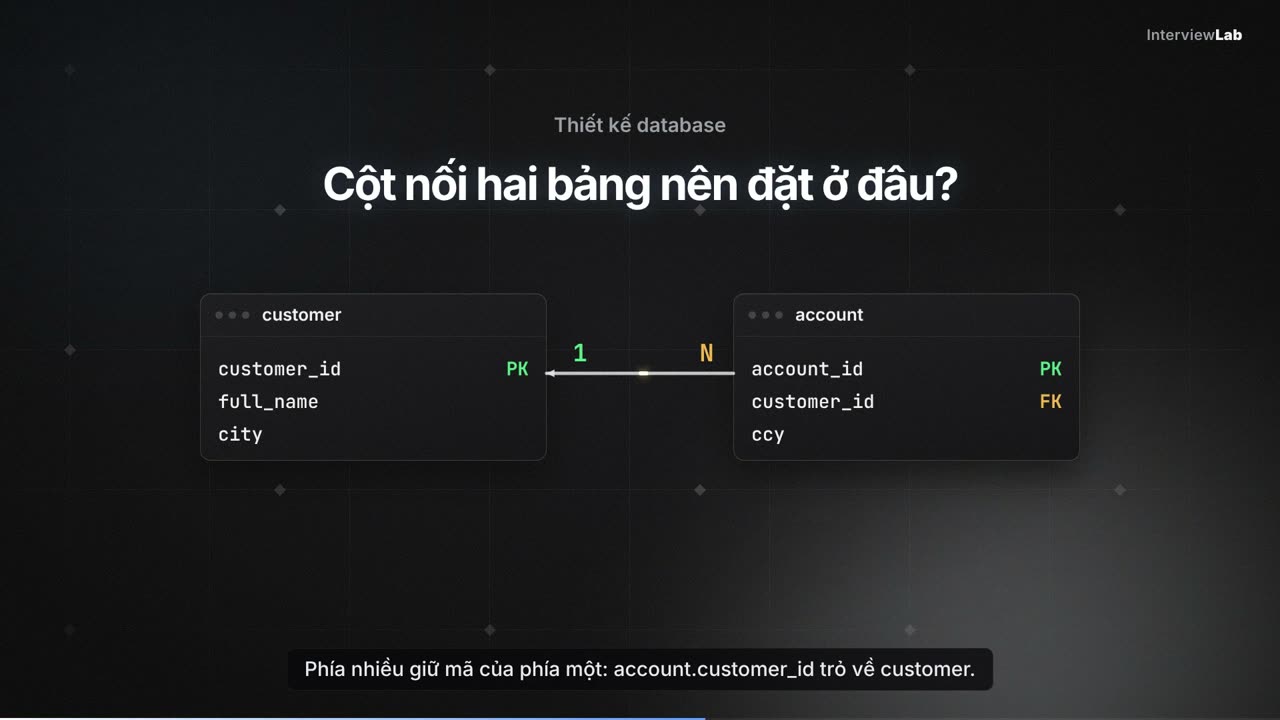 InterviewLab
Thiết kế database
Cột nối hai bảng nên đặt ở đâu?
customer
customer_id PK
full_name
city
1 N
account
account_id PK
customer_id FK
ccy
Phía nhiều giữ mã của phía một: account.customer_id trỏ về customer.